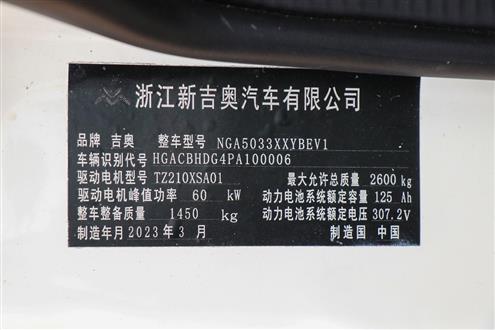 浙江新吉奥汽车有限公司
品牌 吉奥 整车型号 NGA5033XXYBEV1
车辆识别代号 HGACBHDG4PA100006
驱动电机型号 TZ210XSA01 最大允许总质量 2600 kg
驱动电机峰值功率 60 kw 动力电池系统额定容量 125 Ah
整车整备质量 1450 kg 动力电池系统额定电压 307.2V
制造年月 2023 年 3 月 制造国 中国